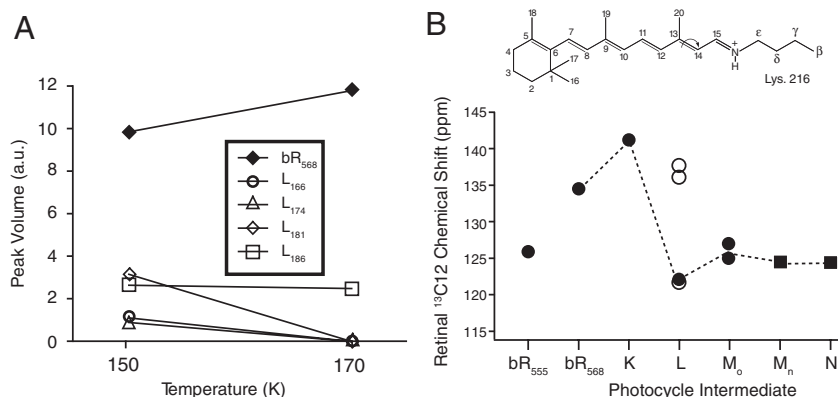 A
Peak Volume (a.u.)
12
10
8
6
4
2
0
150
170
Temperature (K)
bR568
L166
L174
L181
L186
B
18
19
20
7
11
13
15
ε
γ
5
4
6
8
9
10
12
14
N
+
H
δ
β
3
17
1
2
16
Lys. 216
Retinal ¹³C12 Chemical Shift (ppm)
145
140
135
130
125
120
115
bR555
bR568
K
L
Mo
Mn
N
Photocycle Intermediate